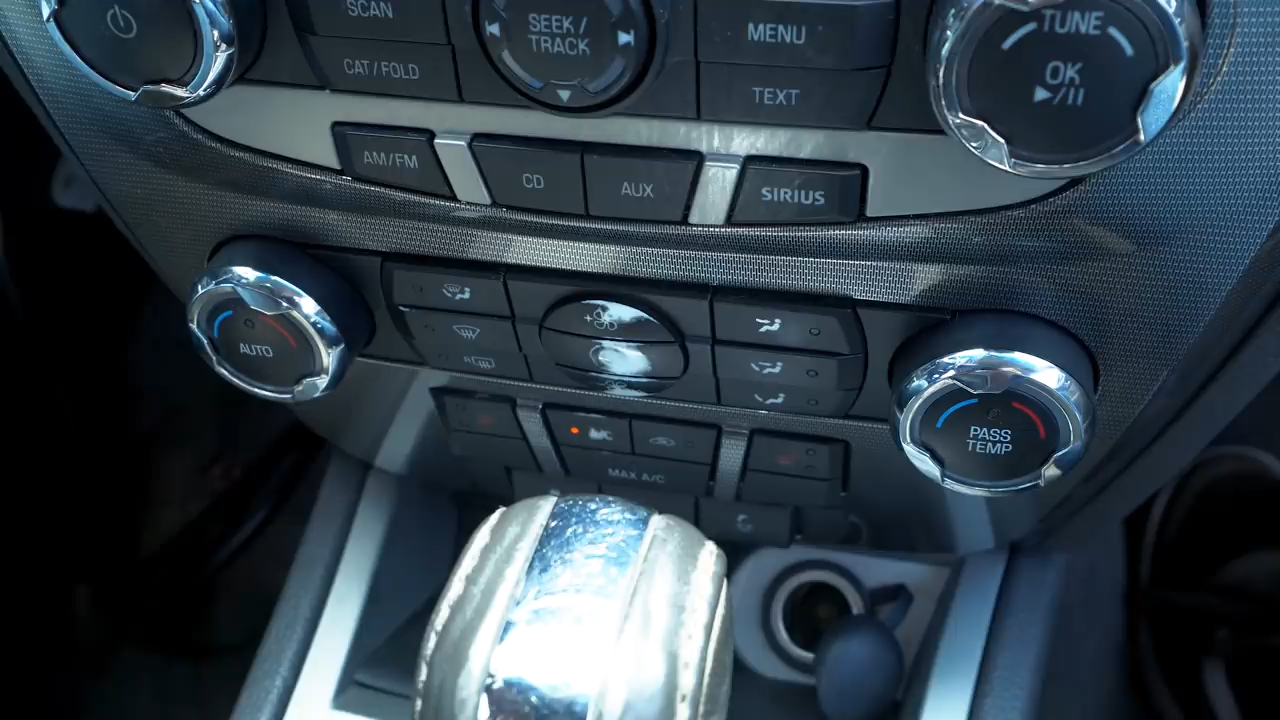 SCAN
SEEK /
TRACK
MENU
TUNE
OK
▶/II
CAT / FOLD
TEXT
AM/FM
CD
AUX
SIRIUS
AUTO
R
PASS
TEMP
A/C
MAX A/C